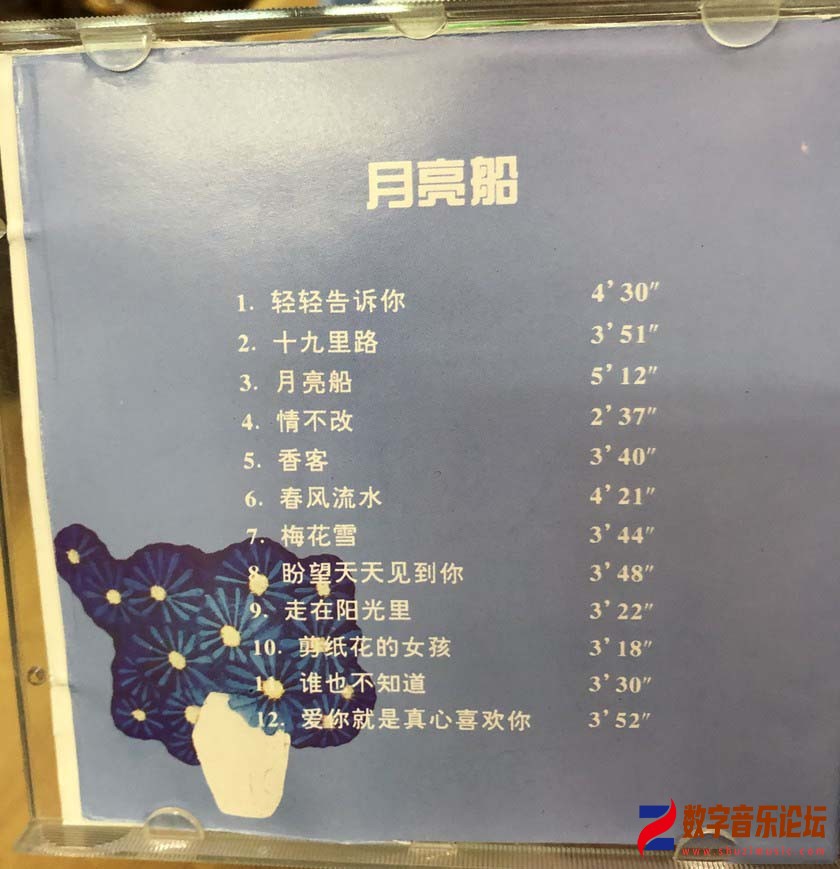 月亮船
1. 轻轻告诉你 4'30"
2. 十九里路 3'51"
3. 月亮船 5'12"
4. 情不改 2'37"
5. 香客 3'40"
6. 春风流水 4'21"
7. 梅花雪 3'44"
8. 盼望天天见到你 3'48"
9. 走在阳光里 3'22"
10. 剪纸花的女孩 3'18"
11. 谁也不知道 3'30"
12. 爱你就是真心喜欢你 3'52"
数字音乐论坛